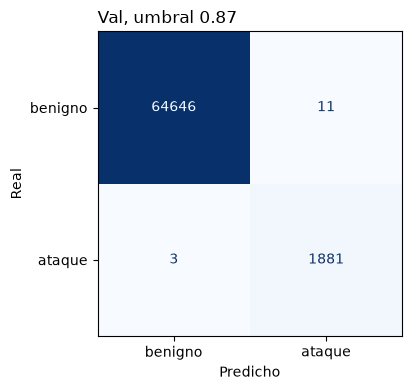 Val, umbral 0.87
Real
benigno
64646
11
ataque
3
1881
benigno
ataque
Predicho